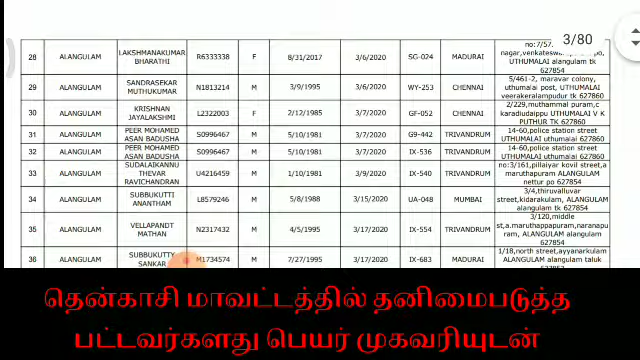 3/80
no:7/57.
28 ALANGULAM LAKSHMANAKUMAR BHARATHI R6333338 F 8/31/2017 3/6/2020 SG-024 MADURAI nagar,venkateswara UTHUMALAI alangulam tk 627854
29 ALANGULAM SANDRASEKAR MUTHUKUMAR N1813214 M 3/9/1995 3/6/2020 WY-253 CHENNAI 5/461-2, maravar colony, uthumalai post, UTHUMALAI veerakeralampudur tk 627860
30 ALANGULAM KRISHNAN JAYALAKSHMI L2322003 F 2/12/1985 3/7/2020 GF-052 CHENNAI 2/229,muthammal puram,c karadiudaippu UTHUMALAI V K PUTHUR TK 627860
31 ALANGULAM PEER MOHAMED ASAN BADUSHA S0996467 M 5/10/1981 3/7/2020 G9-442 TRIVANDRUM 14-60,police station street UTHUMALAI uthumalai 627860
32 ALANGULAM PEER MOHAMED ASAN BADUSHA S0996467 M 5/10/1981 3/7/2020 IX-536 TRIVANDRUM 14-60,police station street UTHUMALAI uthumalai 627860
33 ALANGULAM SUDALAIKANNU THEVAR RAVICHANDRAN U4216459 M 1/10/1981 3/9/2020 IX-540 TRIVANDRUM no:3/161,pillaiyar kovil street,a maruthapuram ALANGULAM nettur po 627854
34 ALANGULAM SUBBUKUTTI ANANTHAM L8579246 M 5/8/1988 3/15/2020 UA-048 MUMBAI 3/4,thiruvalluvar street,kidarakulam, ALANGULAM alangulam tk 627854
35 ALANGULAM VELLAPANDT MATHAN N2317432 M 4/5/1995 3/17/2020 IX-554 TRIVANDRUM 3/120,middle st,a.maruthappapuram,naranapu ram, ALANGULAM alangulam 627854
36 ALANGULAM SUBBUKUTTY SANKAR M1734574 M 7/27/1995 3/17/2020 IX-683 MADURAI 1/18,north street,ayyanarkulam ALANGULAM alangulam taluk
தென்காசி மாவட்டத்தில் தனிமைபடுத்த
பட்டவர்களது பெயர் முகவரியுடன்